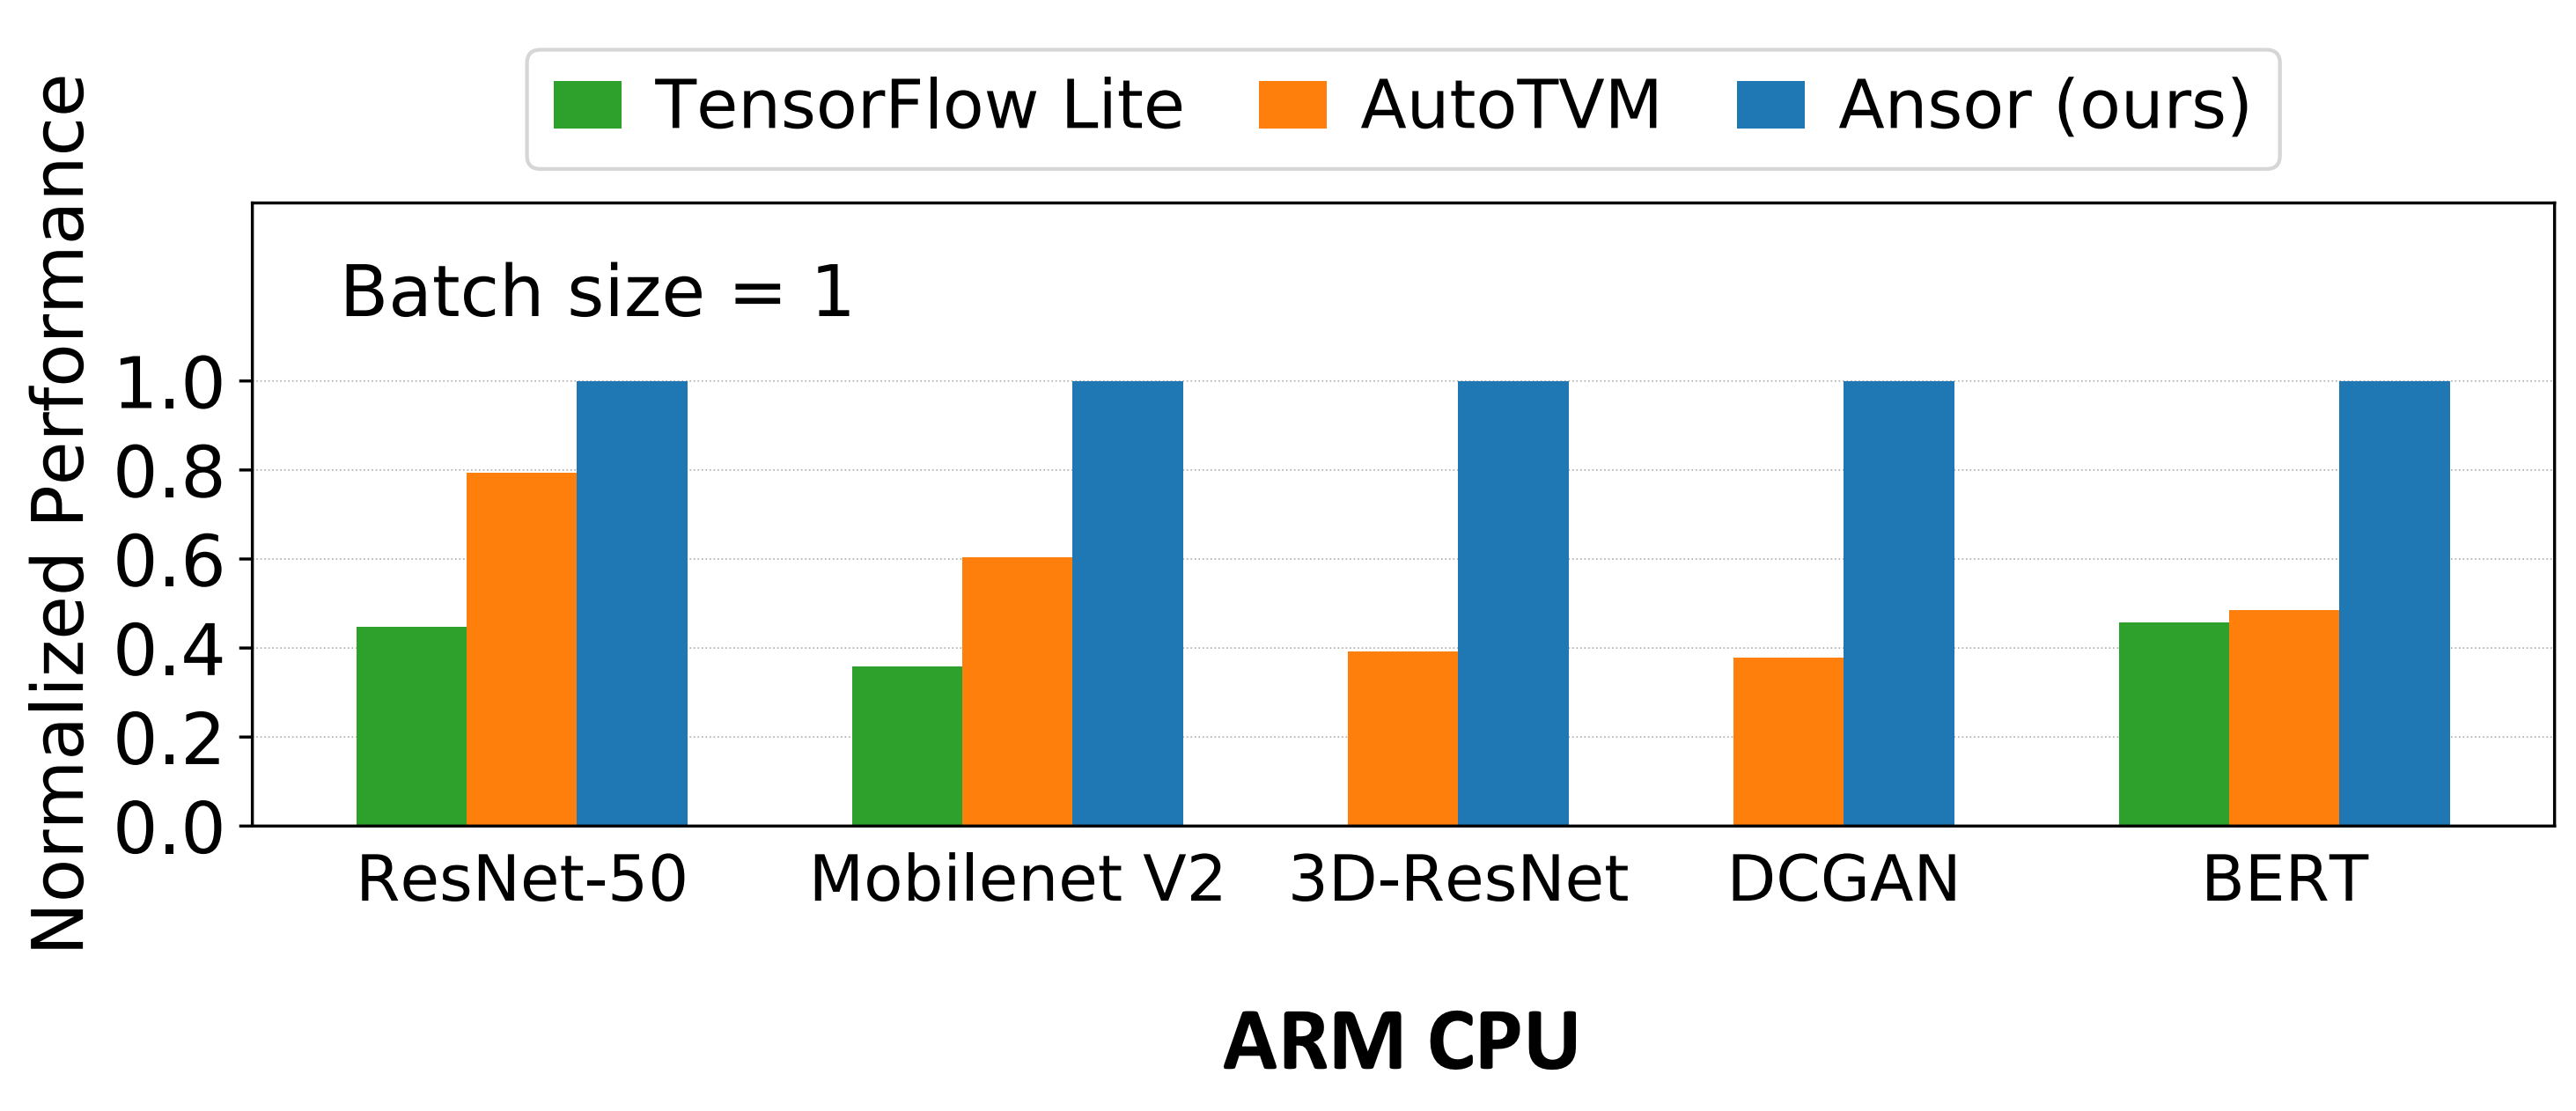 TensorFlow Lite AutoTVM Ansor (ours)
Normalized Performance
Batch size = 1
1.0
0.8
0.6
0.4
0.2
0.0
ResNet-50 Mobilenet V2 3D-ResNet DCGAN BERT
ARM CPU